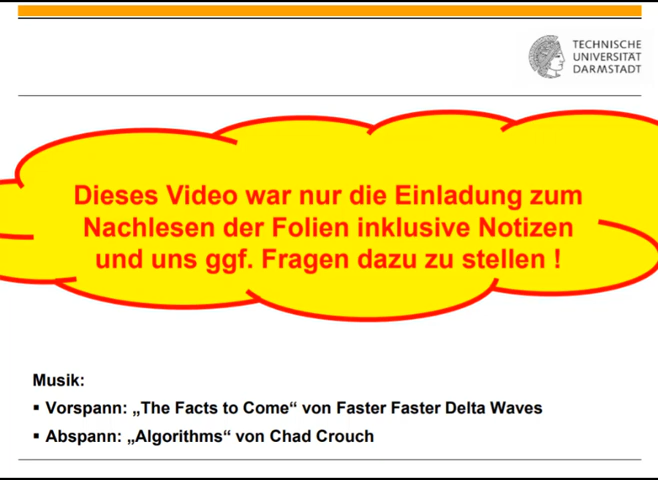 TECHNISCHE
UNIVERSITÄT
DARMSTADT
Dieses Video war nur die Einladung zum
Nachlesen der Folien inklusive Notizen
und uns ggf. Fragen dazu zu stellen !
Musik:
▪ Vorspann: „The Facts to Come“ von Faster Faster Delta Waves
▪ Abspann: „Algorithms“ von Chad Crouch